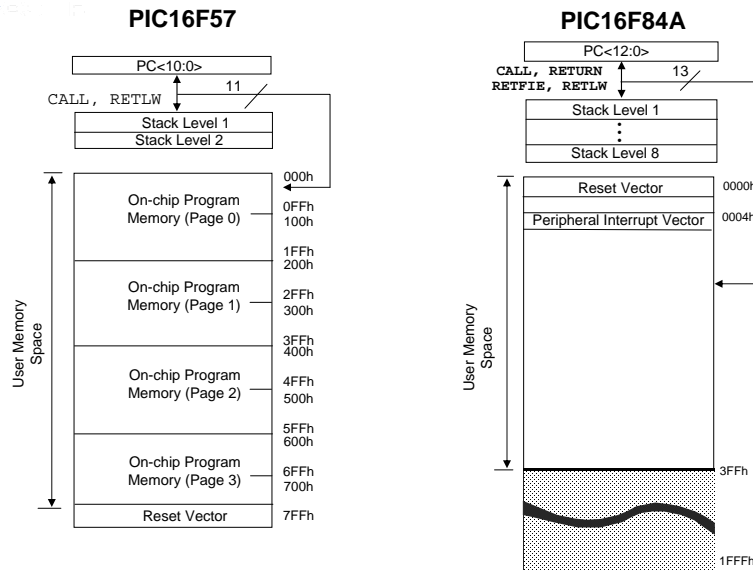 PIC16F57
PC<10:0>
11
CALL, RETLW
Stack Level 1
Stack Level 2
000h
On-chip Program
Memory (Page 0)
0FFh
100h
1FFh
200h
On-chip Program
Memory (Page 1)
2FFh
300h
3FFh
400h
On-chip Program
Memory (Page 2)
4FFh
500h
5FFh
600h
On-chip Program
Memory (Page 3)
6FFh
700h
Reset Vector
7FFh
User Memory
Space
PIC16F84A
PC<12:0>
CALL, RETURN
RETFIE, RETLW
13
Stack Level 1
Stack Level 8
Reset Vector
0000h
Peripheral Interrupt Vector
0004h
User Memory
Space
3FFh
1FFFh